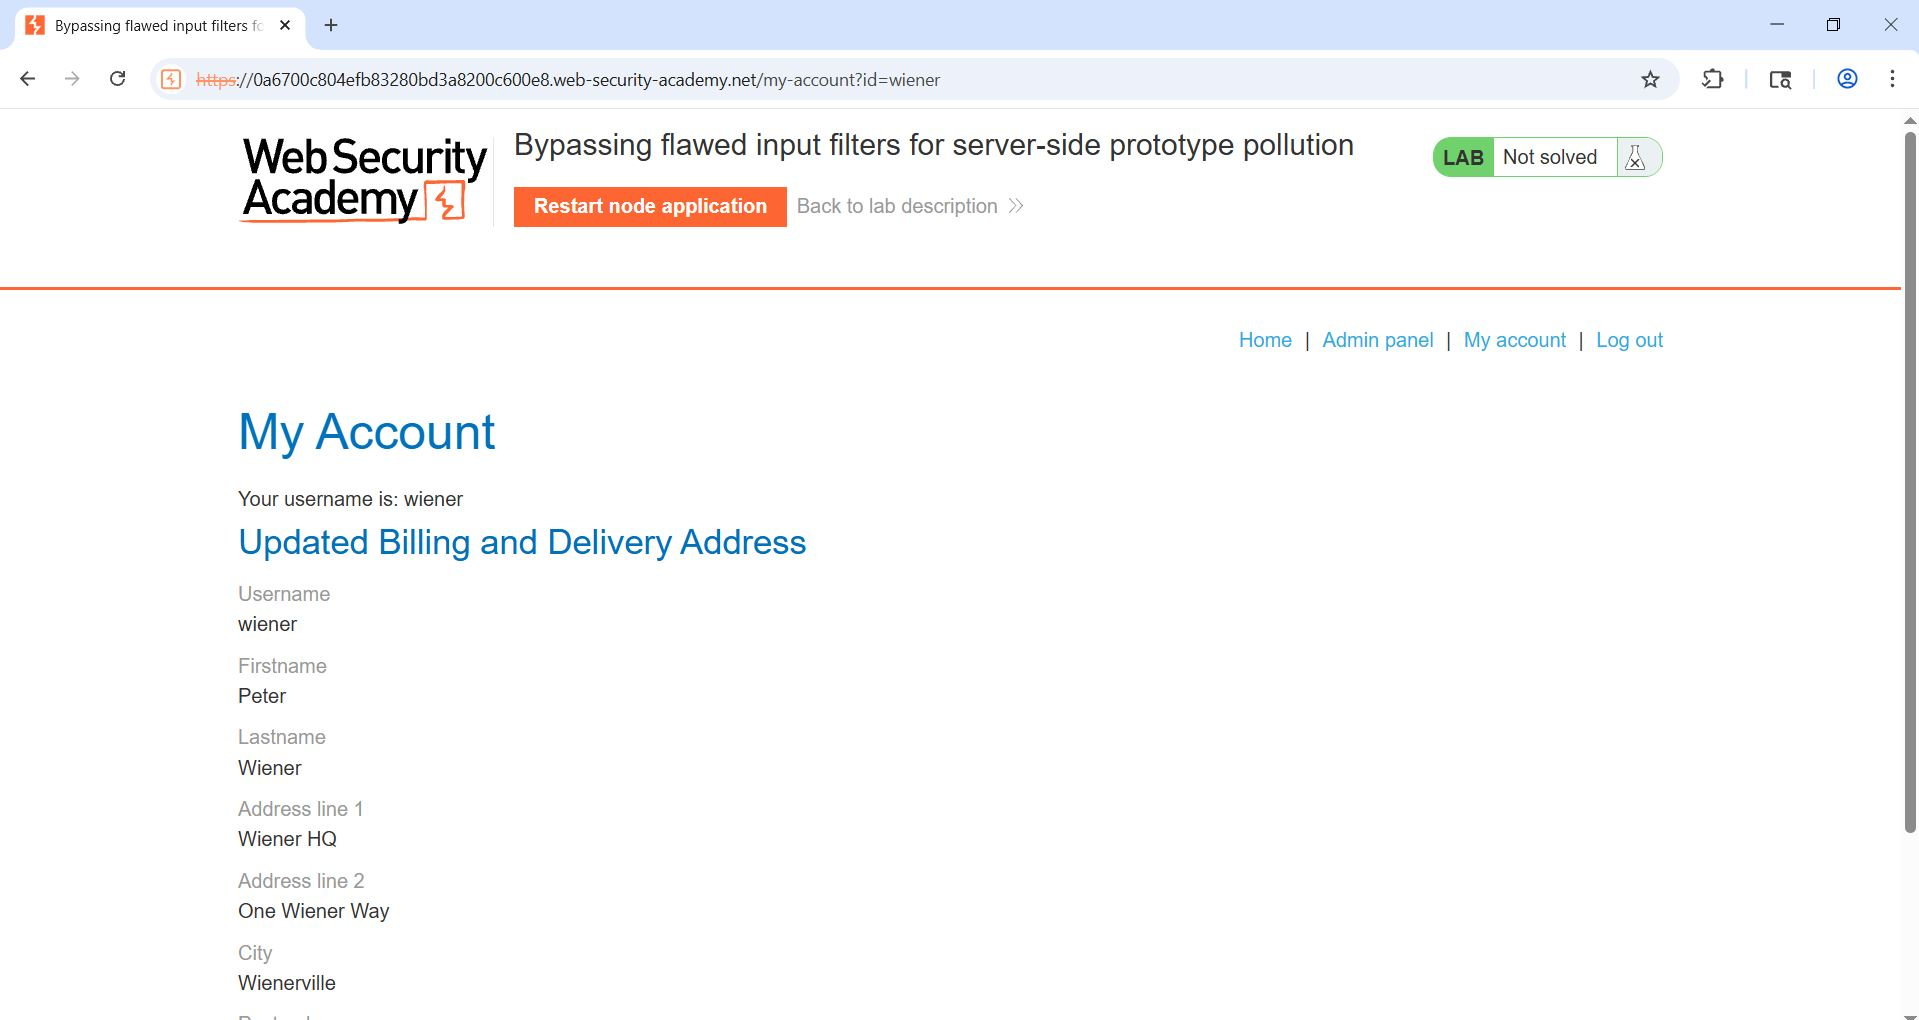 Bypassing flawed input filters fo
https://0a6700c804efb83280bd3a8200c600e8.web-security-academy.net/my-account?id=wiener
Web Security
Academy
Bypassing flawed input filters for server-side prototype pollution
Restart node application
Back to lab description
LAB Not solved
Home | Admin panel | My account | Log out
My Account
Your username is: wiener
Updated Billing and Delivery Address
Username
wiener
Firstname
Peter
Lastname
Wiener
Address line 1
Wiener HQ
Address line 2
One Wiener Way
City
Wienerville